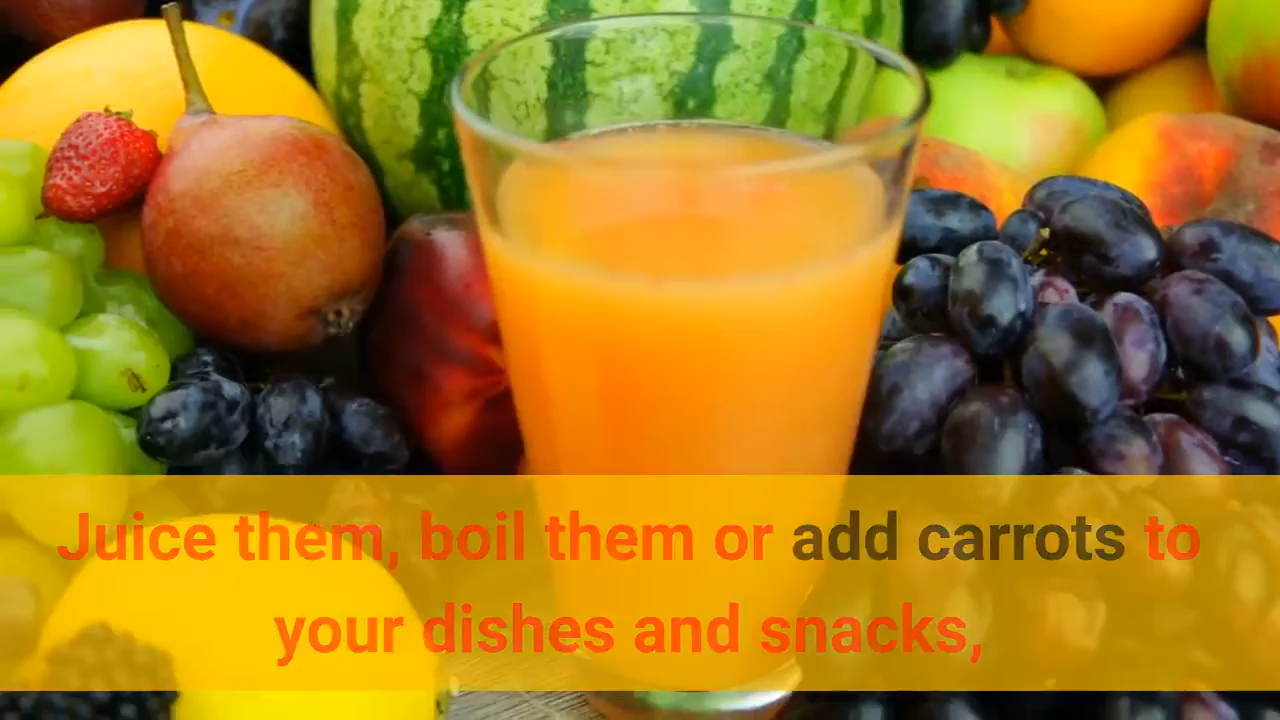 Juice them, boil them or add carrots to
your dishes and snacks,